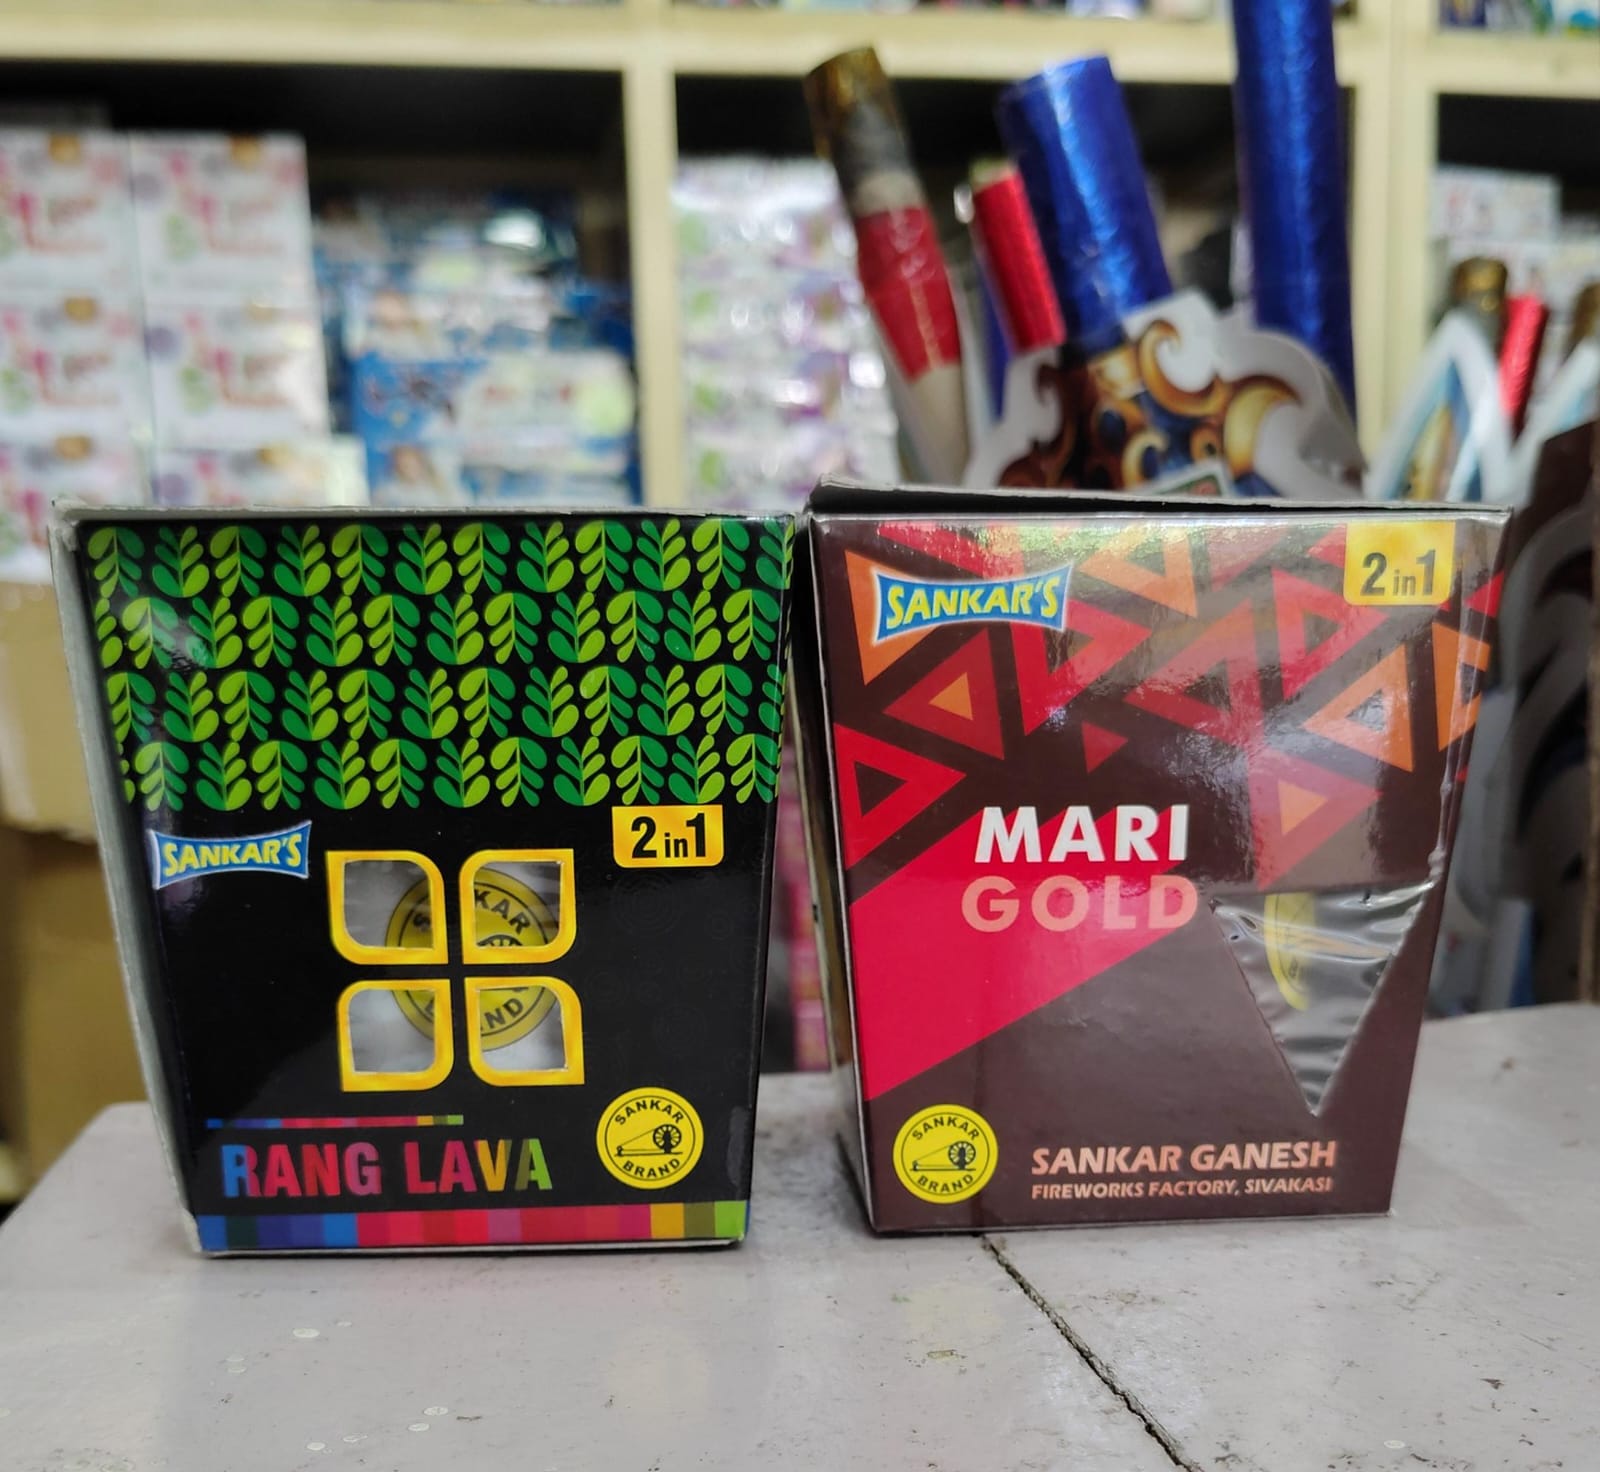 SANKAR'S
2 in 1
SANKAR
BRAND
RANG LAVA
SANKAR
BRAND
SANKAR'S
2 in 1
MARI
GOLD
SANKAR
BRAND
SANKAR GANESH
FIREWORKS FACTORY, SIVAKASI